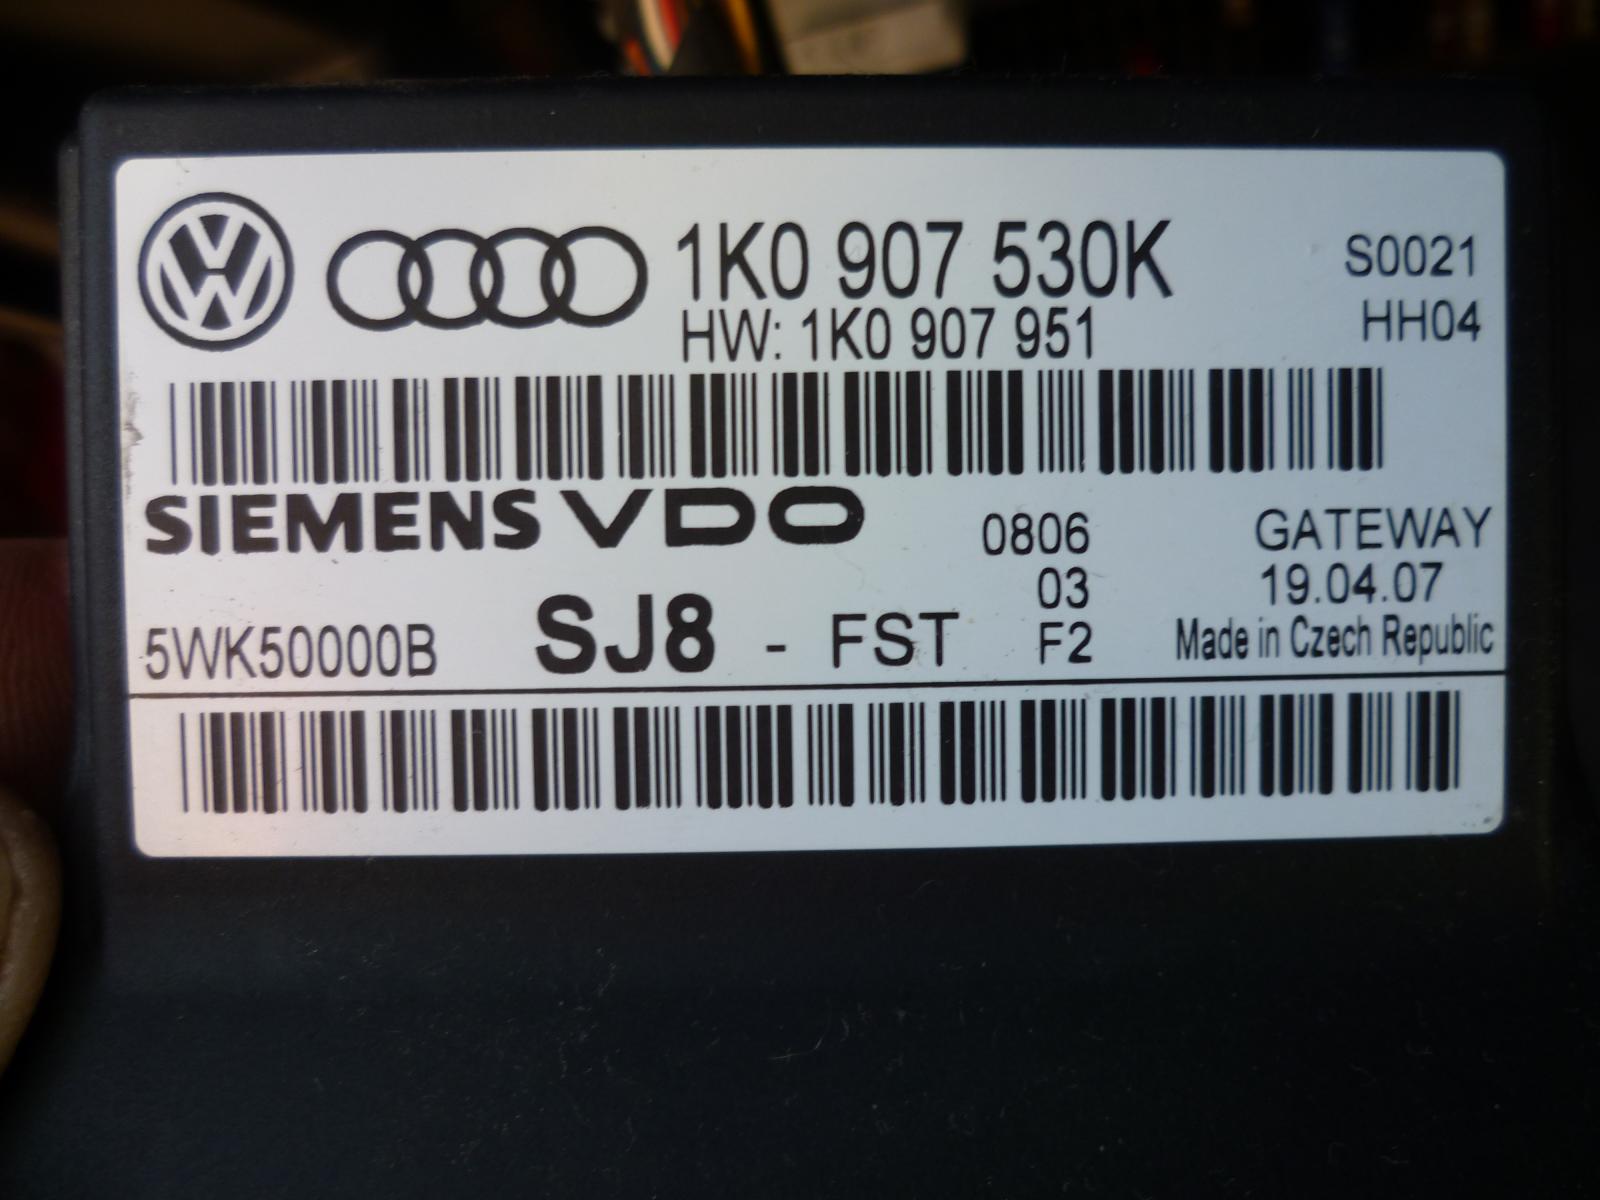 1K0 907 530K S0021
HW: 1K0 907 951 HH04
SIEMENS VDO 0806 GATEWAY
03 19.04.07
5WK50000B SJ8 - FST F2 Made in Czech Republic